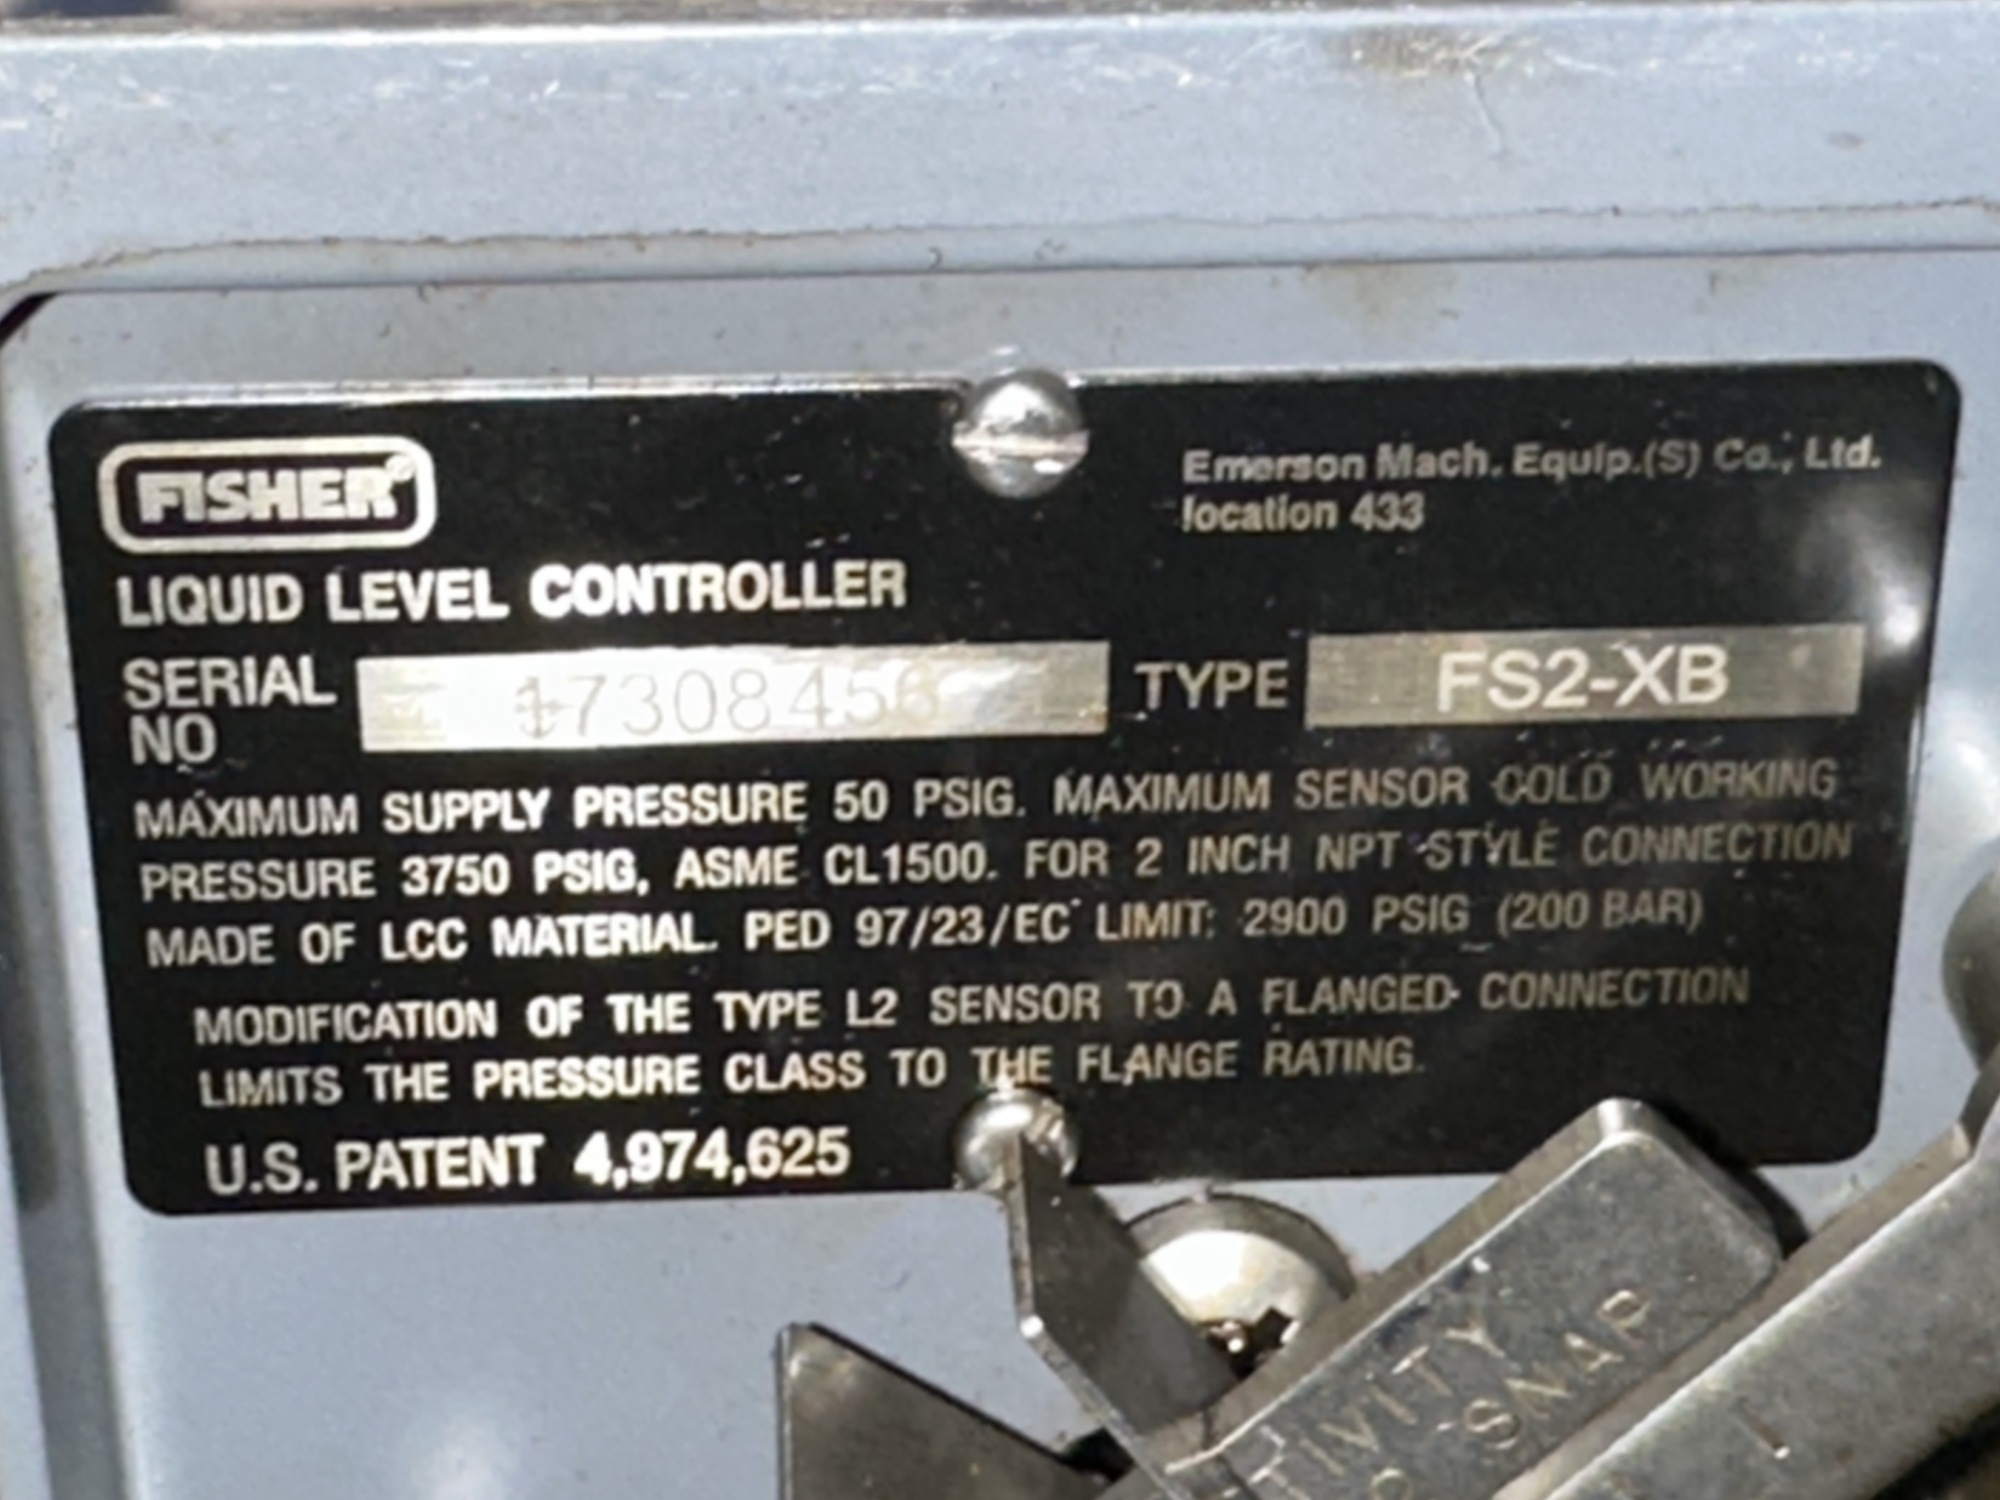 FISHER
Emerson Mach. Equip.(S) Co., Ltd.
location 433
LIQUID LEVEL CONTROLLER
SERIAL NO 17308456 TYPE FS2-XB
MAXIMUM SUPPLY PRESSURE 50 PSIG. MAXIMUM SENSOR COLD WORKING
PRESSURE 3750 PSIG, ASME CL1500. FOR 2 INCH NPT STYLE CONNECTION
MADE OF LCC MATERIAL. PED 97/23/EC LIMIT: 2900 PSIG (200 BAR)
MODIFICATION OF THE TYPE L2 SENSOR TO A FLANGED CONNECTION
LIMITS THE PRESSURE CLASS TO THE FLANGE RATING.
U.S. PATENT 4,974,625
TIVITY
SNAP